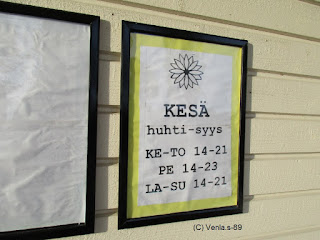 KESÄ
huhti-syys
KE-TO 14-21
PE 14-23
LA-SU 14-21
(C) Venla.s-89